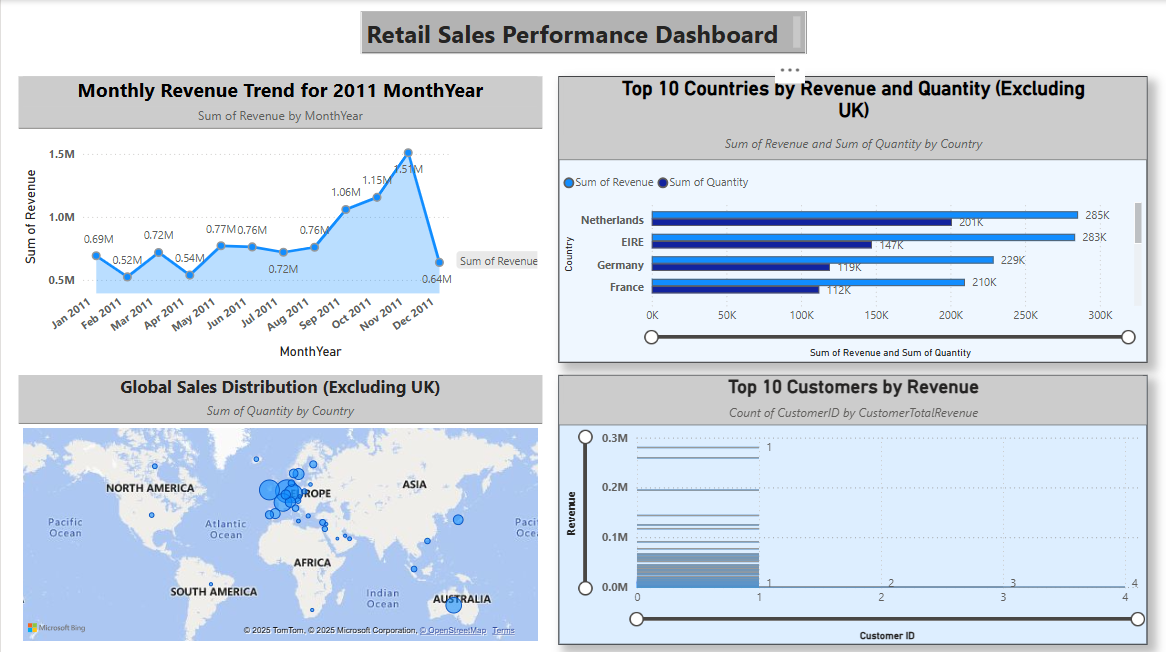 Retail Sales Performance Dashboard
Monthly Revenue Trend for 2011 MonthYear
Sum of Revenue by MonthYear
Sum of Revenue
1.5M
1.0M
0.5M
0.69M
0.52M
0.72M
0.54M
0.77M
0.76M
0.72M
0.76M
1.06M
1.15M
1.51M
0.64M
Sum of Revenue
Jan 2011
Feb 2011
Mar 2011
Apr 2011
May 2011
Jun 2011
Jul 2011
Aug 2011
Sep 2011
Oct 2011
Nov 2011
Dec 2011
MonthYear
Top 10 Countries by Revenue and Quantity (Excluding
UK)
Sum of Revenue and Sum of Quantity by Country
Sum of Revenue Sum of Quantity
Country
Netherlands 285K
201K
EIRE 283K
147K
Germany 229K
119K
France 210K
112K
0K 50K 100K 150K 200K 250K 300K
Sum of Revenue and Sum of Quantity
Global Sales Distribution (Excluding UK)
Sum of Quantity by Country
NORTH AMERICA
ROPE
ASIA
Pacific
Ocean
Atlantic
Ocean
Paci
Ocea
AFRICA
SOUTH AMERICA
Indian
Ocean
AUSTRALIA
Microsoft Bing
© 2025 TomTom, © 2025 Microsoft Corporation, © OpenStreetMap Terms
Top 10 Customers by Revenue
Count of CustomerID by CustomerTotalRevenue
Revenue
0.3M
0.2M
0.1M
0.0M
1
2
3
4
0 1 2 3 4
Customer ID